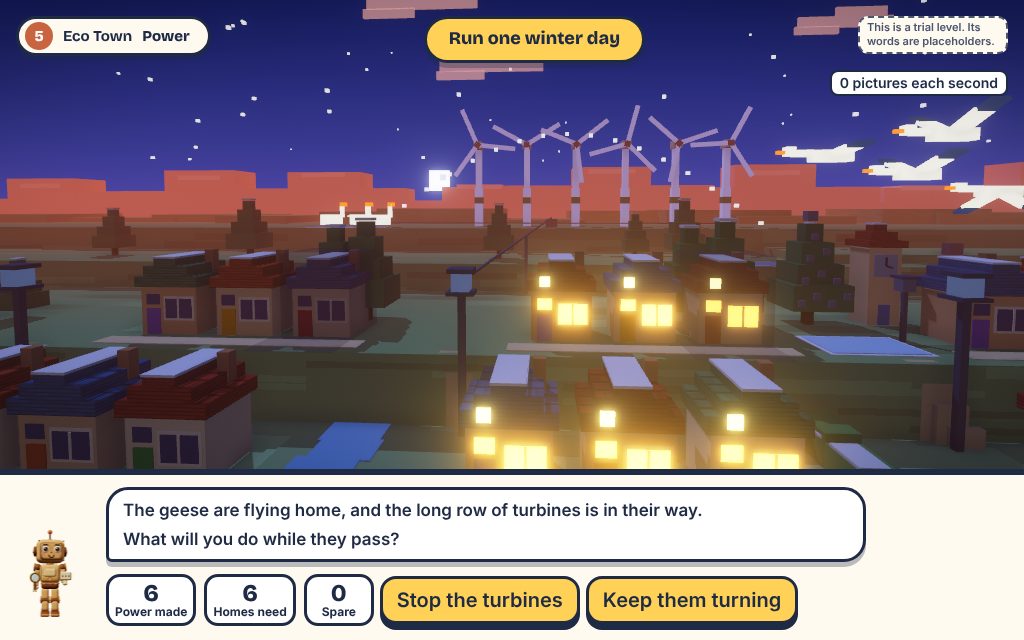 5 Eco Town Power
Run one winter day
This is a trial level. Its
words are placeholders.
0 pictures each second
The geese are flying home, and the long row of turbines is in their way.
What will you do while they pass?
6
Power made
6
Homes need
0
Spare
Stop the turbines
Keep them turning